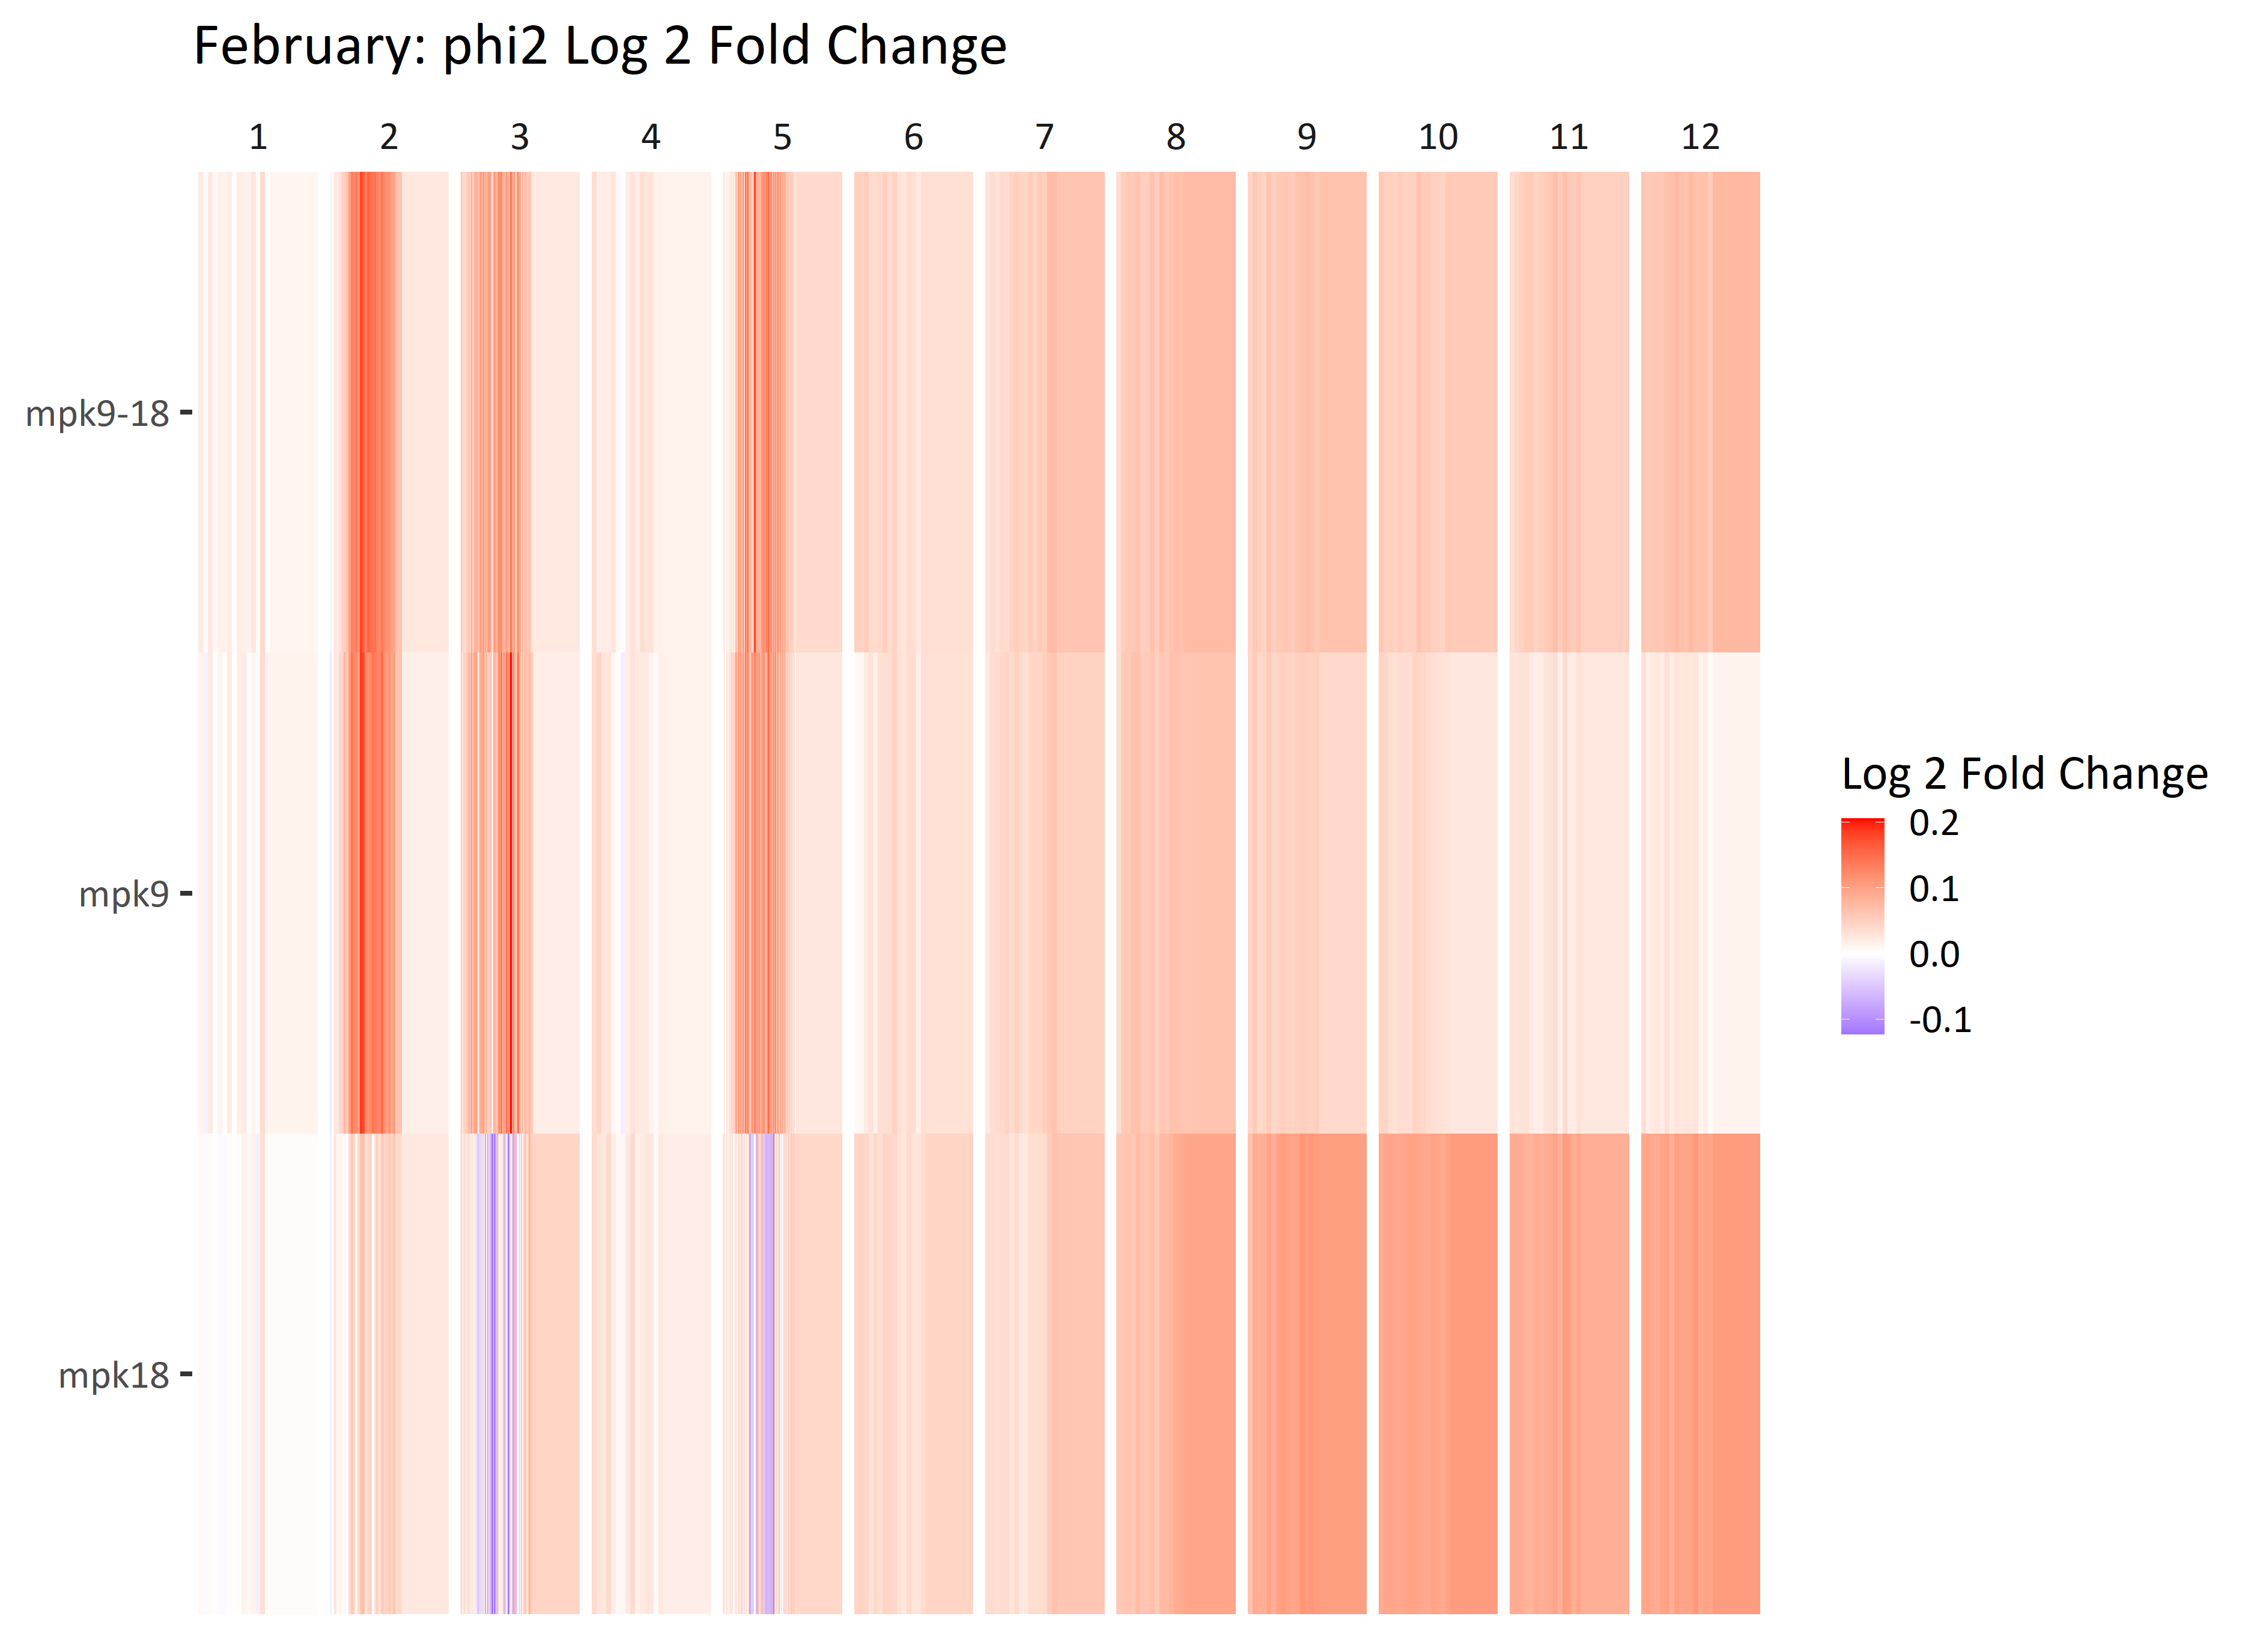 February: phi2 Log 2 Fold Change
1 2 3 4 5 6 7 8 9 10 11 12
mpk9-18
mpk9
mpk18
Log 2 Fold Change
0.2
0.1
0.0
-0.1